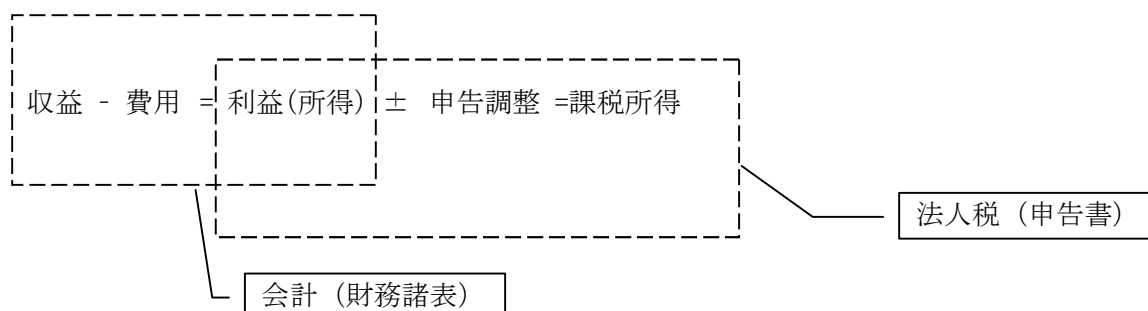 収益 - 費用 = 利益(所得) ± 申告調整 =課税所得
法人税（申告書）
会計（財務諸表）